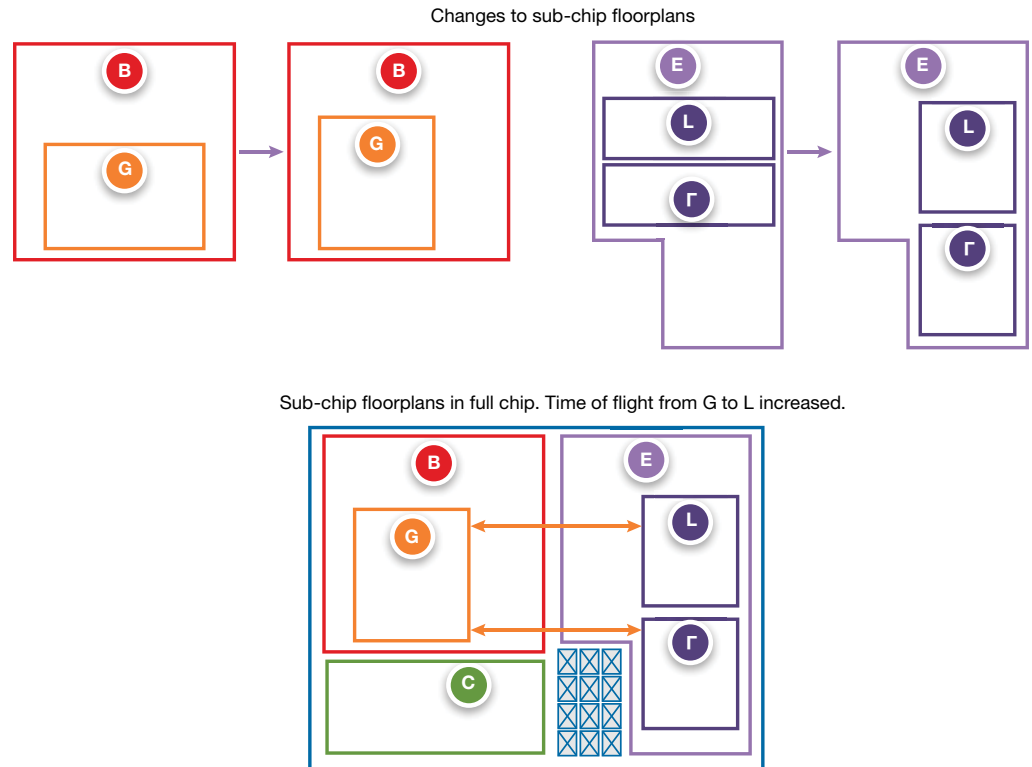 Changes to sub-chip floorplans
B
B
E
E
G
G
L
L
Γ
Γ
Sub-chip floorplans in full chip. Time of flight from G to L increased.
B
E
G
L
Γ
C